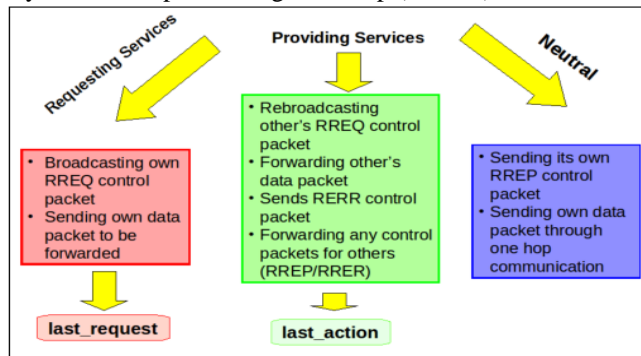 Requesting Services
Providing Services
Neutral
• Broadcasting own
RREQ control
packet
• Sending own data
packet to be
forwarded
• Rebroadcasting
other's RREQ control
packet
• Forwarding other's
data packet
• Sends RERR control
packet
• Forwarding any control
packets for others
(RREP/RRER)
• Sending its own
RREP control
packet
• Sending own data
packet through
one hop
communication
last_request
last_action